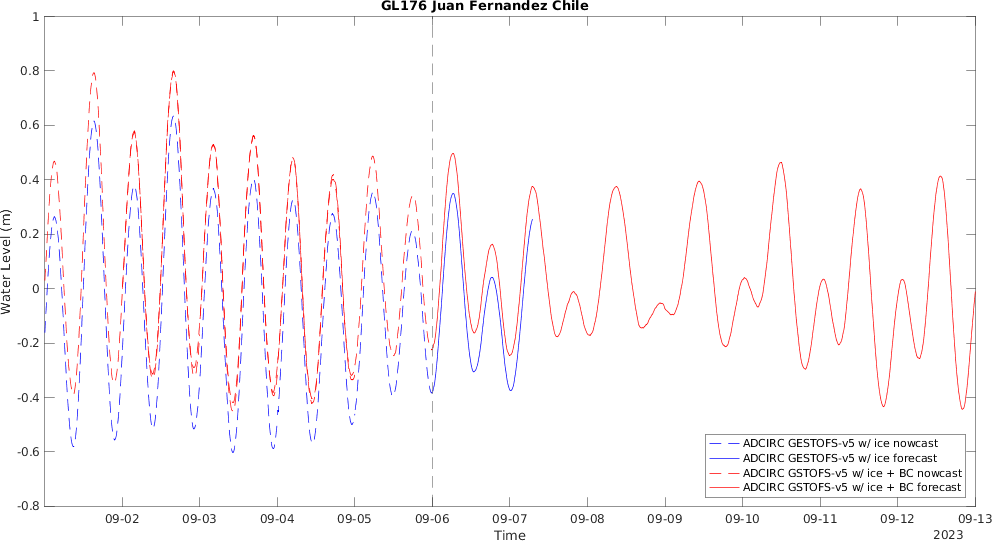 GL176 Juan Fernandez Chile
1
0.8
0.6
0.4
0.2
0
-0.2
-0.4
-0.6
-0.8
Water Level (m)
09-02 09-03 09-04 09-05 09-06 09-07 09-08 09-09 09-10 09-11 09-12 09-13
Time
2023
ADCIRC GESTOFS-v5 w/ ice nowcast
ADCIRC GESTOFS-v5 w/ ice forecast
ADCIRC GSTOFS-v5 w/ ice + BC nowcast
ADCIRC GSTOFS-v5 w/ ice + BC forecast